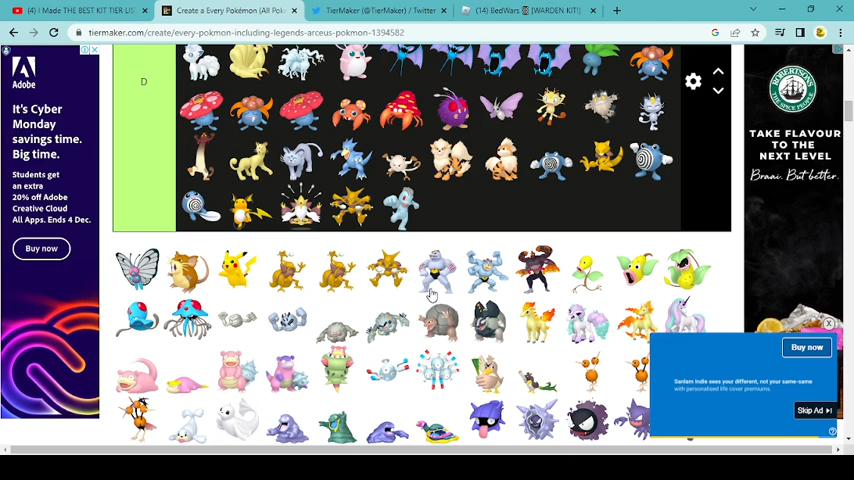 (4) I Made THE BEST KIT TIER LIS
Create a Every Pokémon (All Pok
TierMaker (@TierMaker) / Twitter
(14) BedWars [WARDEN KIT!]
tiermaker.com/create/every-pokmon-including-legends-arceus-pokmon-1394582
Adobe
It's Cyber
Monday
savings time.
Big time.
Students get
an extra
20% off Adobe
Creative Cloud
All Apps. Ends 4 Dec.
Buy now
D
ROBERTSONS
TAKE FLAVOUR
TO THE
NEXT LEVEL
Braai. But better.
Buy now
Sanlam Indie sees your different, not your same-same
with personalised life cover premiums.
Skip Ad